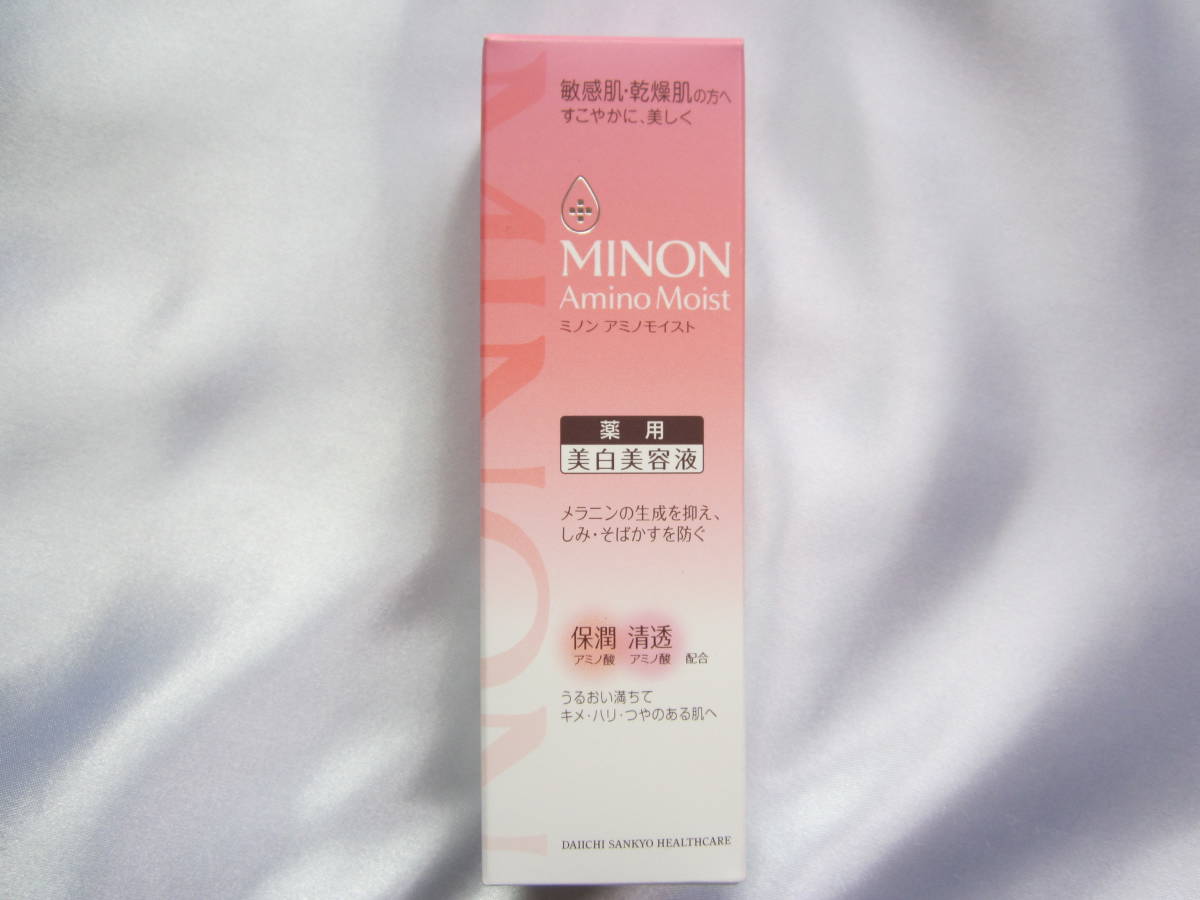 敏感肌・乾燥肌の方へ
すこやかに、美しく
MINON
Amino Moist
ミノン アミノモイスト
薬用
美白美容液
メラニンの生成を抑え、
しみ・そばかすを防ぐ
保潤 清透
アミノ酸 アミノ酸 配合
うるおい満ちて
キメ・ハリ・つやのある肌へ
DAIICHI SANKYO HEALTHCARE
MINON